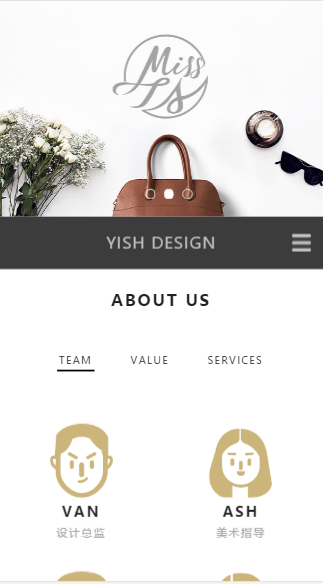 Miss
Ls
YISH DESIGN
ABOUT US
TEAM
VALUE
SERVICES
VAN
ASH
设计总监
美术指导